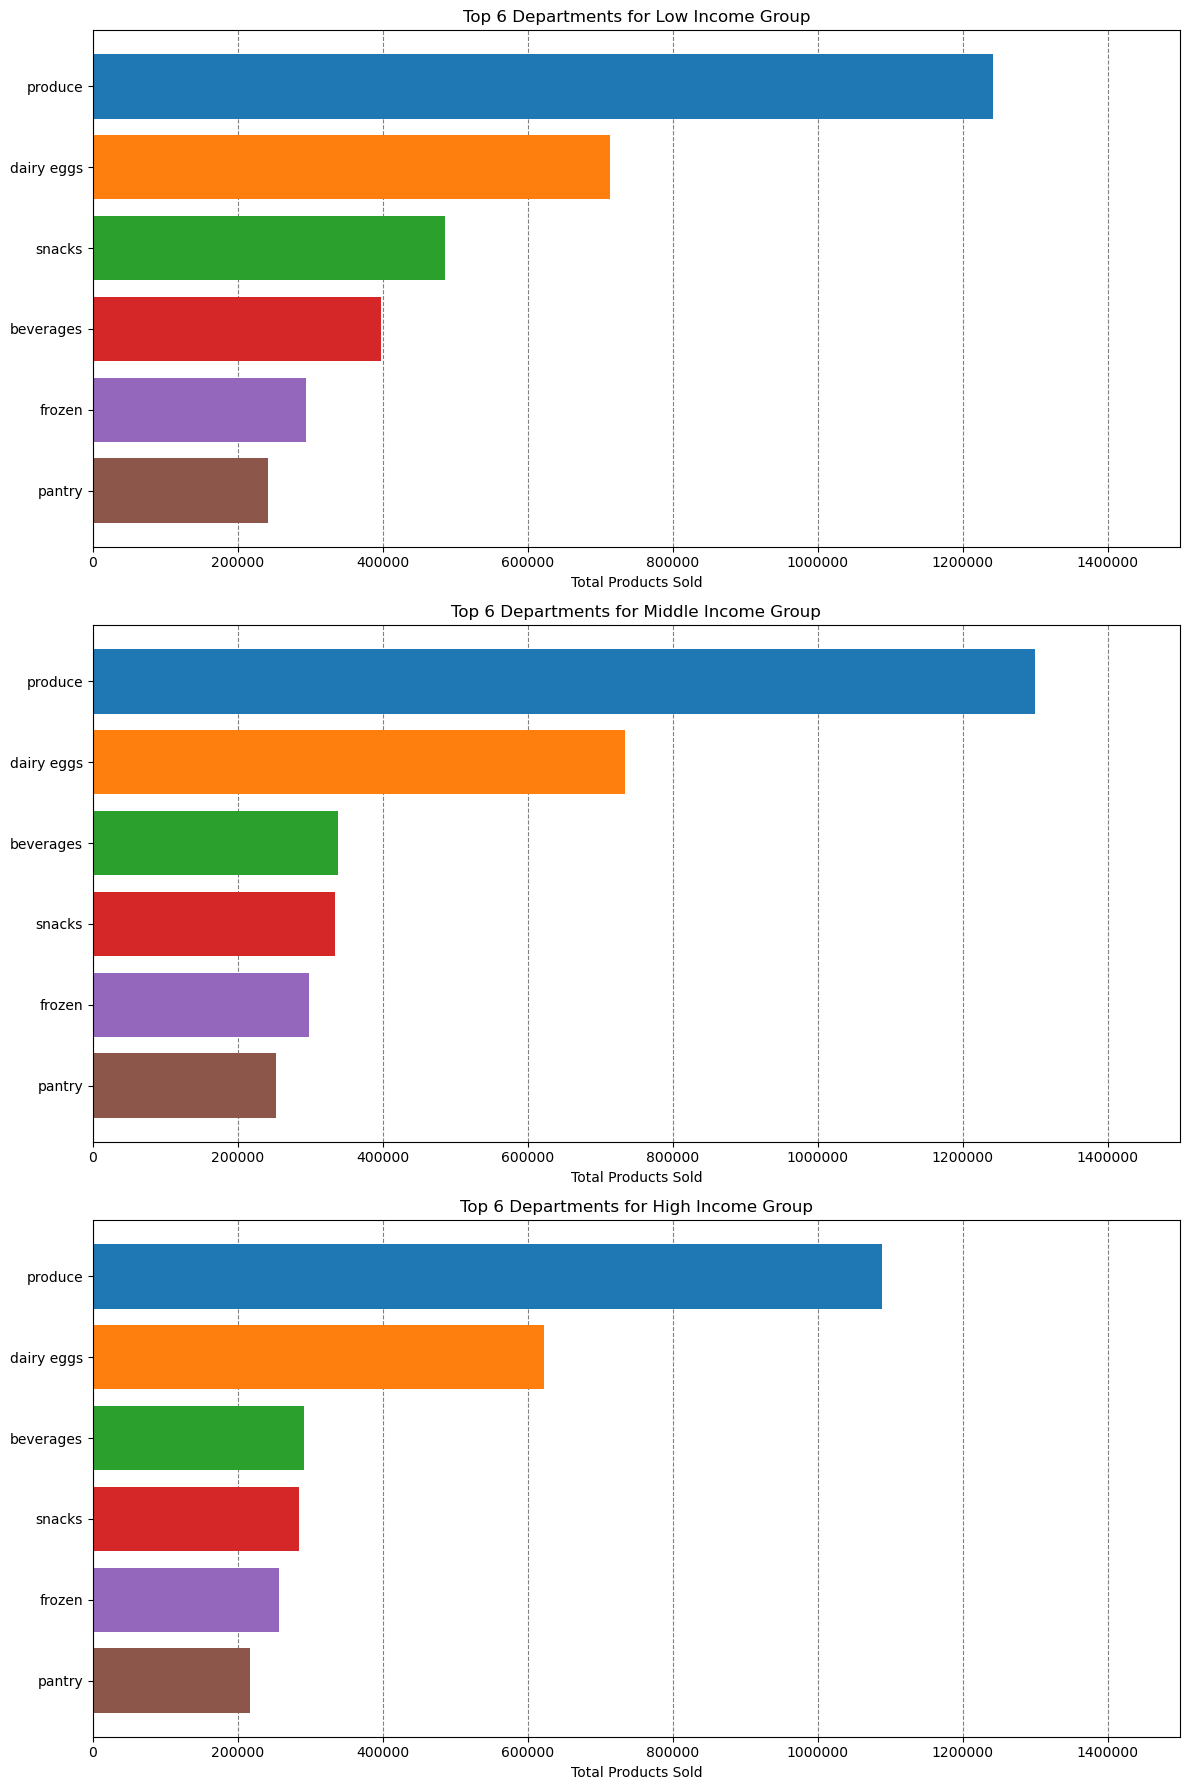 Top 6 Departments for Low Income Group
produce
dairy eggs
snacks
beverages
frozen
pantry
0 200000 400000 600000 800000 1000000 1200000 1400000
Total Products Sold
Top 6 Departments for Middle Income Group
produce
dairy eggs
beverages
snacks
frozen
pantry
0 200000 400000 600000 800000 1000000 1200000 1400000
Total Products Sold
Top 6 Departments for High Income Group
produce
dairy eggs
beverages
snacks
frozen
pantry
0 200000 400000 600000 800000 1000000 1200000 1400000
Total Products Sold